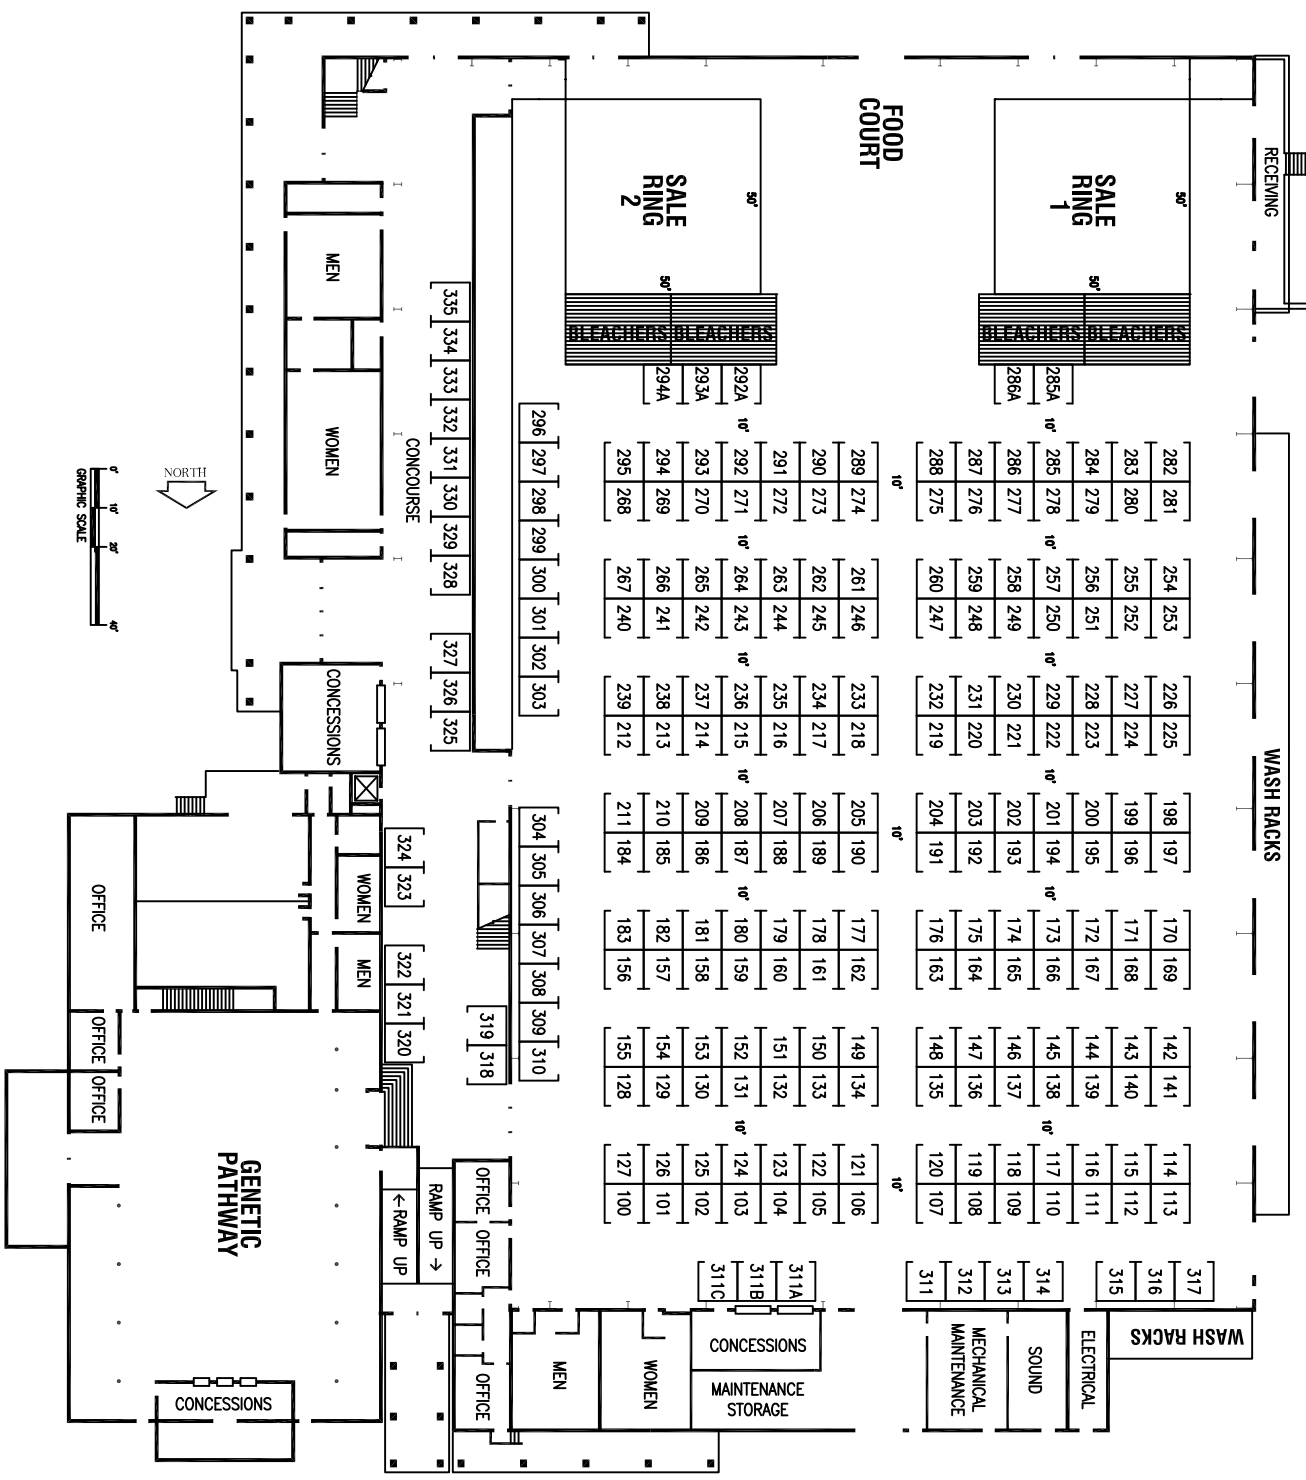 FOOD
COURT
SALE
RING
2
50'
50'
SALE
RING
1
50'
50'
RECEIVING
BLEACHERS
BLEACHERS
BLEACHERS
BLEACHERS
MEN
WOMEN
CONCOURSE
NORTH
GRAPHIC SCALE
0'
10'
20'
40'
335
334
333
332
331
330
329
328
327
326
325
294A
293A
292A
286A
285A
10'
10'
296
297
298
299
300
301
302
303
295 294 293 292 291 290 289
288 287 286 285 284 283 282
268 269 270 271 272 273 274
275 276 277 278 279 280 281
10'
10'
10'
267 266 265 264 263 262 261
260 259 258 257 256 255 254
240 241 242 243 244 245 246
247 248 249 250 251 252 253
10'
10'
239 238 237 236 235 234 233
232 231 230 229 228 227 226
212 213 214 215 216 217 218
219 220 221 222 223 224 225
10'
10'
WASH RACKS
CONCESSIONS
211 210 209 208 207 206 205
204 203 202 201 200 199 198
184 185 186 187 188 189 190
191 192 193 194 195 196 197
10'
10'
10'
304
305
306
307
308
309
310
324
323
322
321
320
319
318
183 182 181 180 179 178 177
176 175 174 173 172 171 170
156 157 158 159 160 161 162
163 164 165 166 167 168 169
155 154 153 152 151 150 149
148 147 146 145 144 143 142
128 129 130 131 132 133 134
135 136 137 138 139 140 141
10'
10'
127 126 125 124 123 122 121
120 119 118 117 116 115 114
100 101 102 103 104 105 106
107 108 109 110 111 112 113
10'
OFFICE
WOMEN
MEN
OFFICE
OFFICE
GENETIC
PATHWAY
←RAMP UP
RAMP UP →
OFFICE
OFFICE
OFFICE
311C
311B
311A
311
312
313
314
315
316
317
CONCESSIONS
MEN
WOMEN
CONCESSIONS
MAINTENANCE
STORAGE
MECHANICAL
MAINTENANCE
SOUND
ELECTRICAL
WASH RACKS